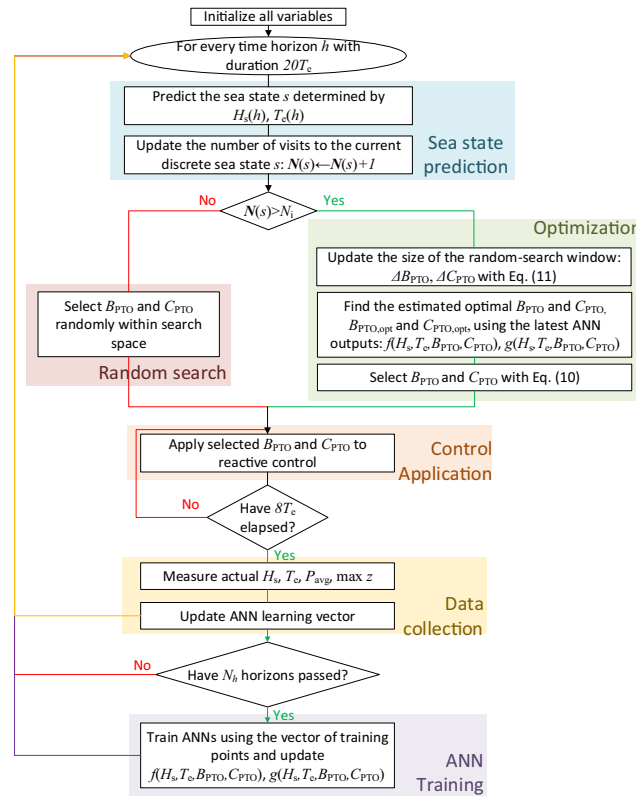 Initialize all variables
For every time horizon h with
duration 20Te
Predict the sea state s determined by
Hs(h), Te(h)
Update the number of visits to the current
discrete sea state s: N(s)←N(s)+1
Sea state
prediction
No
N(s)>Ni
Yes
Optimization
Update the size of the random-search window:
ΔBPTO, ΔCPTO with Eq. (11)
Find the estimated optimal BPTO and CPTO,
BPTO,opt and CPTO,opt, using the latest ANN
outputs: f(Hs,Te,BPTO,CPTO), g(Hs,Te,BPTO,CPTO)
Select BPTO and CPTO with Eq. (10)
Select BPTO and CPTO
randomly within search
space
Random search
Apply selected BPTO and CPTO to
reactive control
Control
Application
No
Have 8Te
elapsed?
Yes
Measure actual Hs, Te, Pavg, max z
Update ANN learning vector
Data
collection
No
Have Nh horizons passed?
Yes
Train ANNs using the vector of training
points and update
f(Hs,Te,BPTO,CPTO), g(Hs,Te,BPTO,CPTO)
ANN
Training